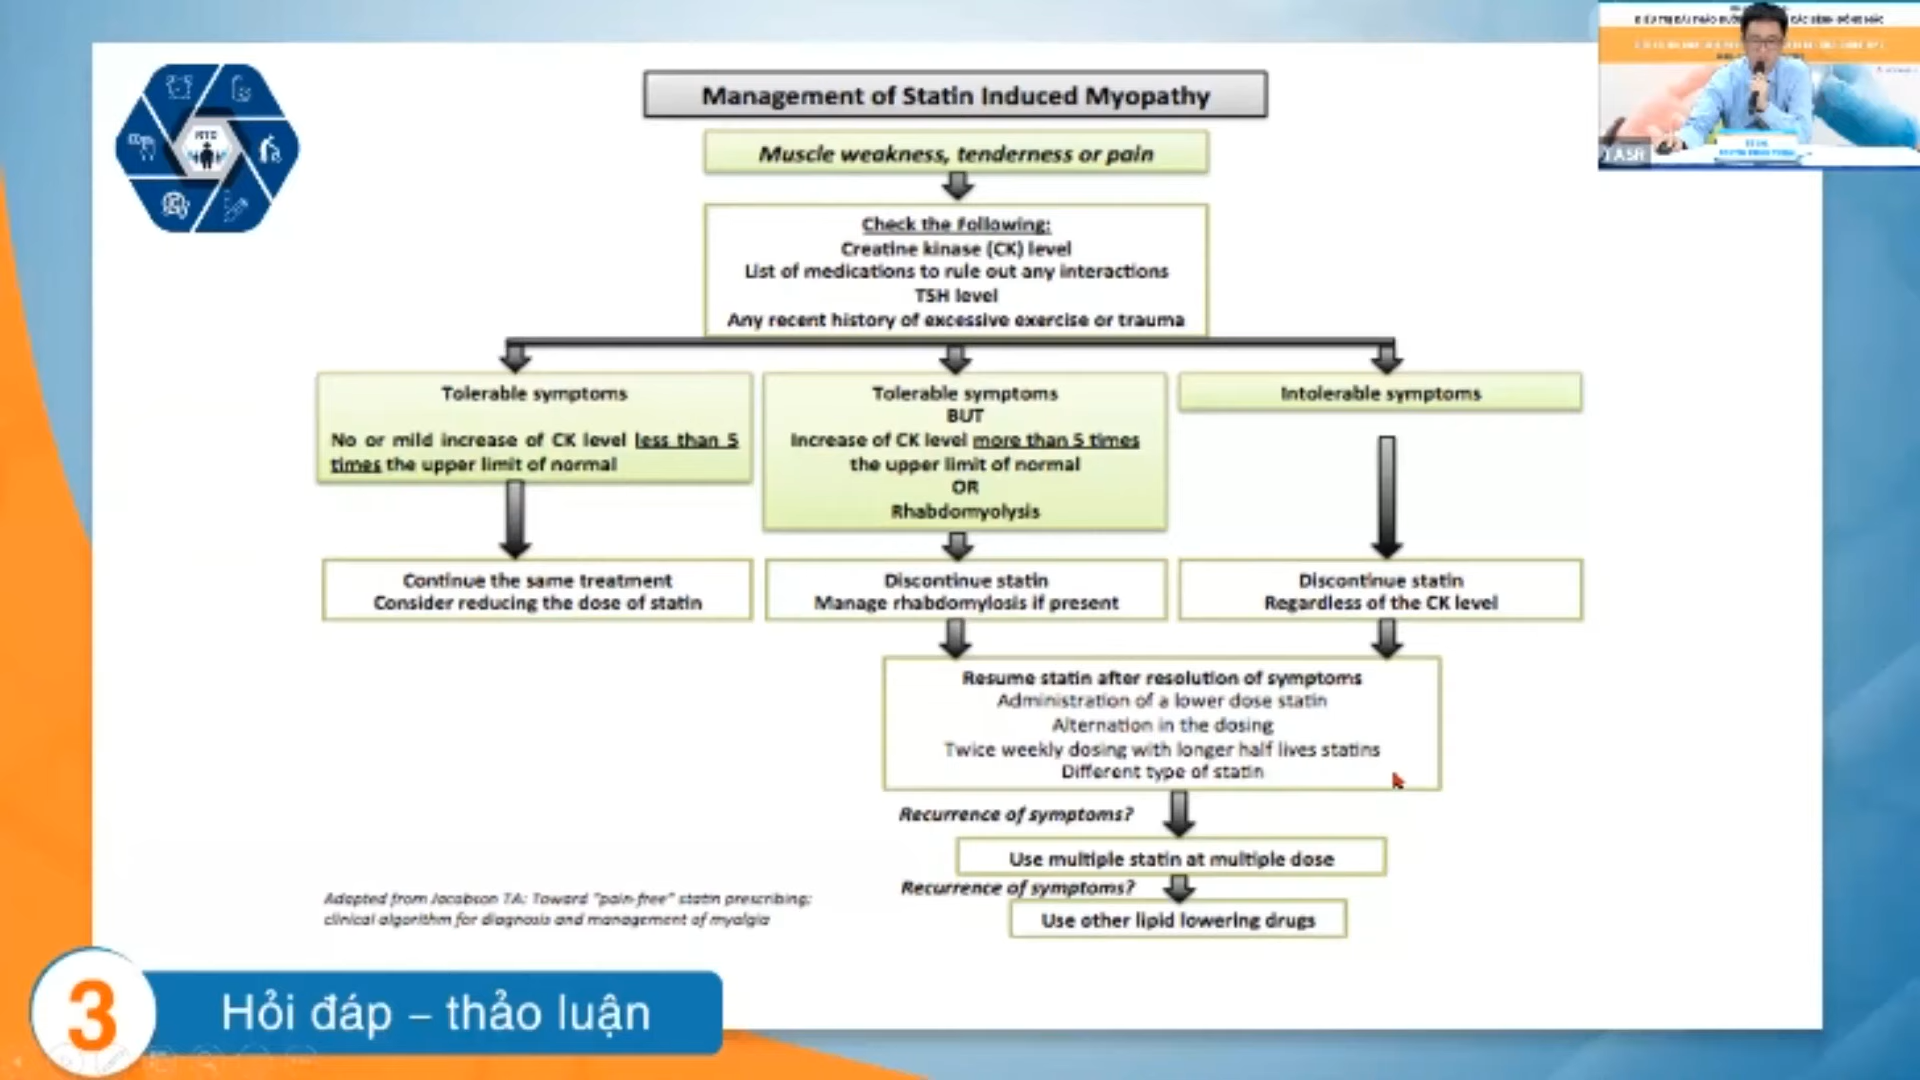 Management of Statin Induced Myopathy
Muscle weakness, tenderness or pain
Check the Following:
Creatine kinase (CK) level
List of medications to rule out any interactions
TSH level
Any recent history of excessive exercise or trauma
Tolerable symptoms
No or mild increase of CK level less than 5
times the upper limit of normal
Tolerable symptoms
BUT
Increase of CK level more than 5 times
the upper limit of normal
OR
Rhabdomyolysis
Intolerable symptoms
Continue the same treatment
Consider reducing the dose of statin
Discontinue statin
Manage rhabdomylosis if present
Discontinue statin
Regardless of the CK level
Resume statin after resolution of symptoms
Administration of a lower dose statin
Alternation in the dosing
Twice weekly dosing with longer half lives statins
Different type of statin
Recurrence of symptoms?
Use multiple statin at multiple dose
Recurrence of symptoms?
Use other lipid lowering drugs
Adapted from Jacobson TA: Toward "pain-free" statin prescribing;
clinical algorithm for diagnosis and management of myalgia
3
Hỏi đáp – thảo luận